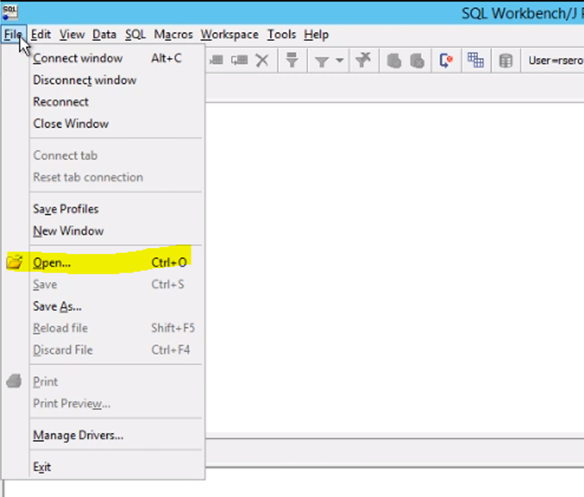 SQL
SQL Workbench/J
File Edit View Data SQL Macros Workspace Tools Help
User=rsero
Connect window Alt+C
Disconnect window
Reconnect
Close Window
Connect tab
Reset tab connection
Save Profiles
New Window
Open... Ctrl+O
Save Ctrl+S
Save As...
Reload file Shift+F5
Discard File Ctrl+F4
Print
Print Preview...
Manage Drivers...
Exit